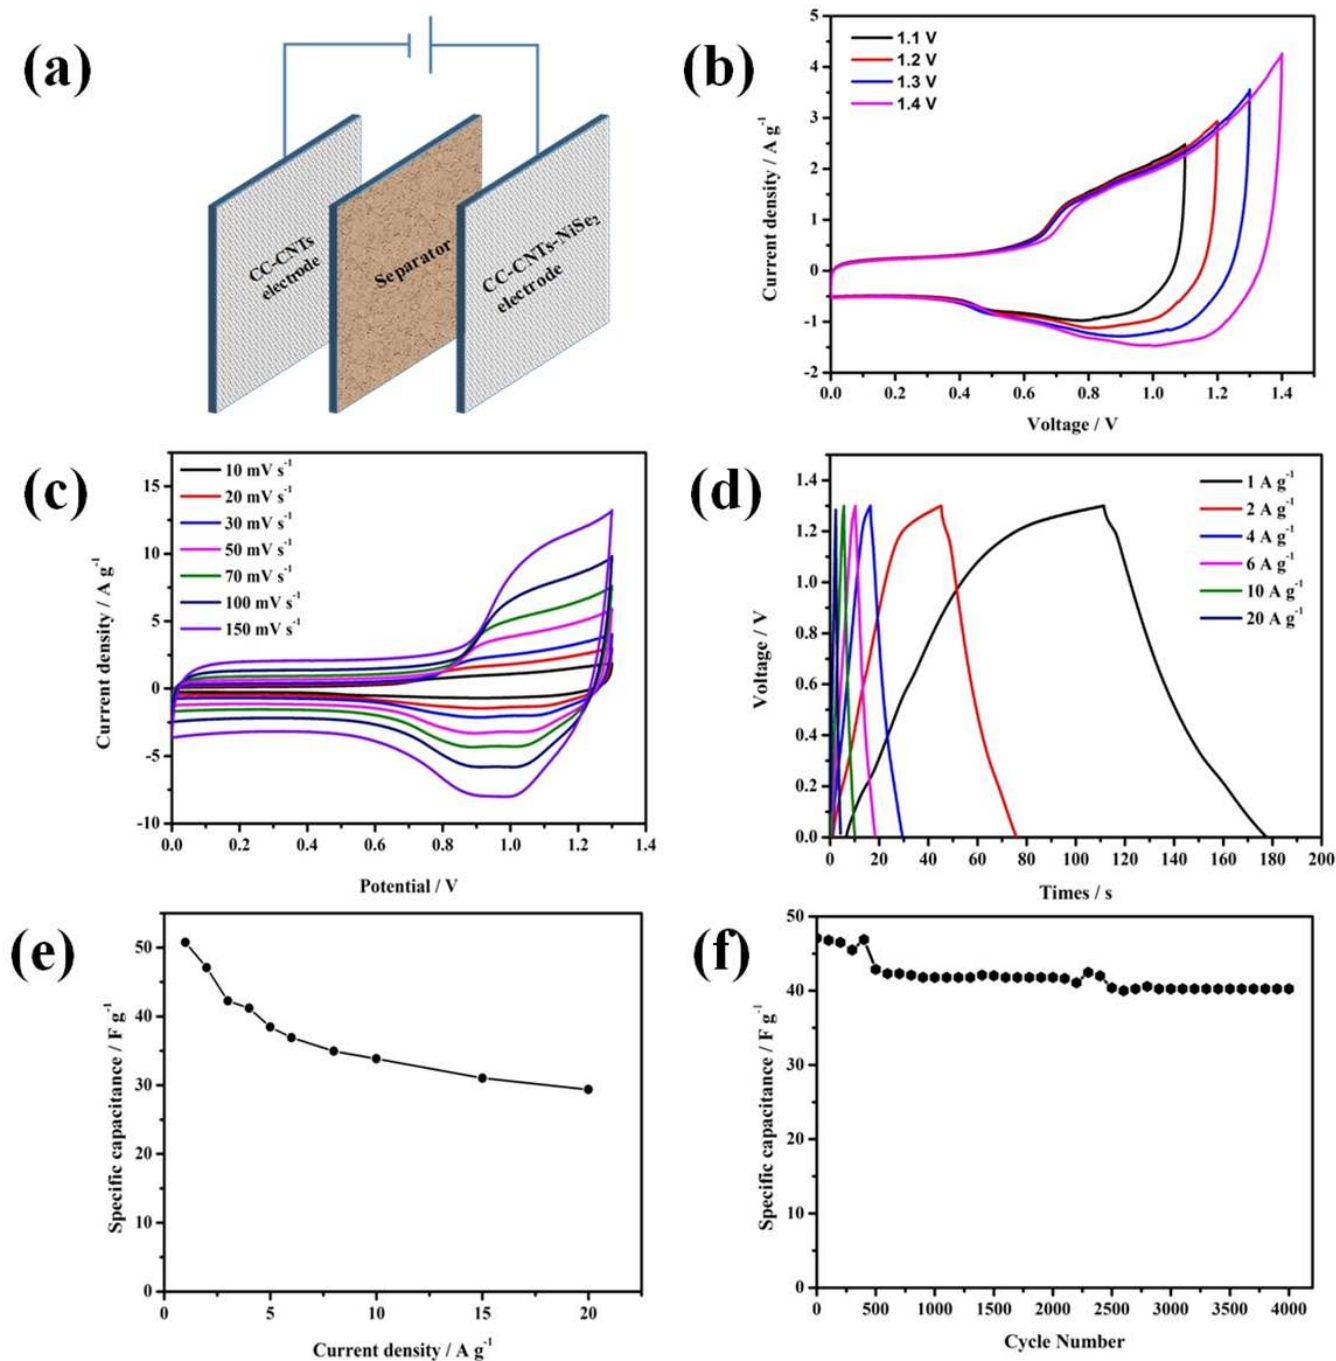 (a)
CC-CNTs
electrode
Separator
CC-CNTs-NiSe₂
electrode
(b)
1.1 V
1.2 V
1.3 V
1.4 V
Current density / A g⁻¹
5
4
3
2
1
0
-1
-2
0.0 0.2 0.4 0.6 0.8 1.0 1.2 1.4
Voltage / V
(c)
10 mV s⁻¹
20 mV s⁻¹
30 mV s⁻¹
50 mV s⁻¹
70 mV s⁻¹
100 mV s⁻¹
150 mV s⁻¹
Current density / A g⁻¹
15
10
5
0
-5
-10
0.0 0.2 0.4 0.6 0.8 1.0 1.2 1.4
Potential / V
(d)
1 A g⁻¹
2 A g⁻¹
4 A g⁻¹
6 A g⁻¹
10 A g⁻¹
20 A g⁻¹
Voltage / V
1.4
1.2
1.0
0.8
0.6
0.4
0.2
0.0
0 20 40 60 80 100 120 140 160 180 200
Times / s
(e)
Specific capacitance / F g⁻¹
50
40
30
20
10
0
0 5 10 15 20
Current density / A g⁻¹
(f)
Specific capacitance / F g⁻¹
50
40
30
20
10
0
0 500 1000 1500 2000 2500 3000 3500 4000
Cycle Number